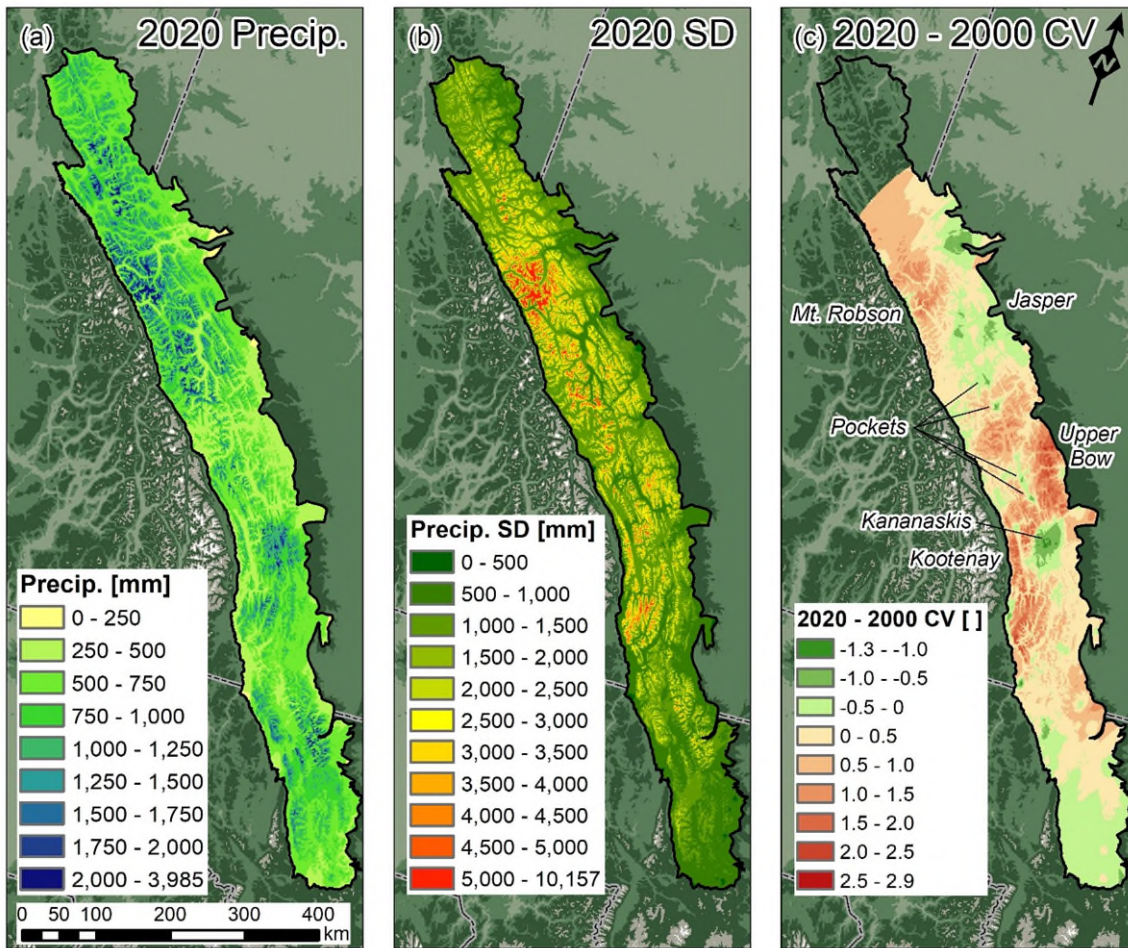 (a) 2020 Precip.
Precip. [mm]
0 - 250
250 - 500
500 - 750
750 - 1,000
1,000 - 1,250
1,250 - 1,500
1,500 - 1,750
1,750 - 2,000
2,000 - 3,985
0 50 100 200 300 400
km
(b) 2020 SD
Precip. SD [mm]
0 - 500
500 - 1,000
1,000 - 1,500
1,500 - 2,000
2,000 - 2,500
2,500 - 3,000
3,000 - 3,500
3,500 - 4,000
4,000 - 4,500
4,500 - 5,000
5,000 - 10,157
(c) 2020 - 2000 CV
N
Jasper
Mt. Robson
Pockets
Upper
Bow
Kananaskis
Kootenay
2020 - 2000 CV [ ]
-1.3 - -1.0
-1.0 - -0.5
-0.5 - 0
0 - 0.5
0.5 - 1.0
1.0 - 1.5
1.5 - 2.0
2.0 - 2.5
2.5 - 2.9